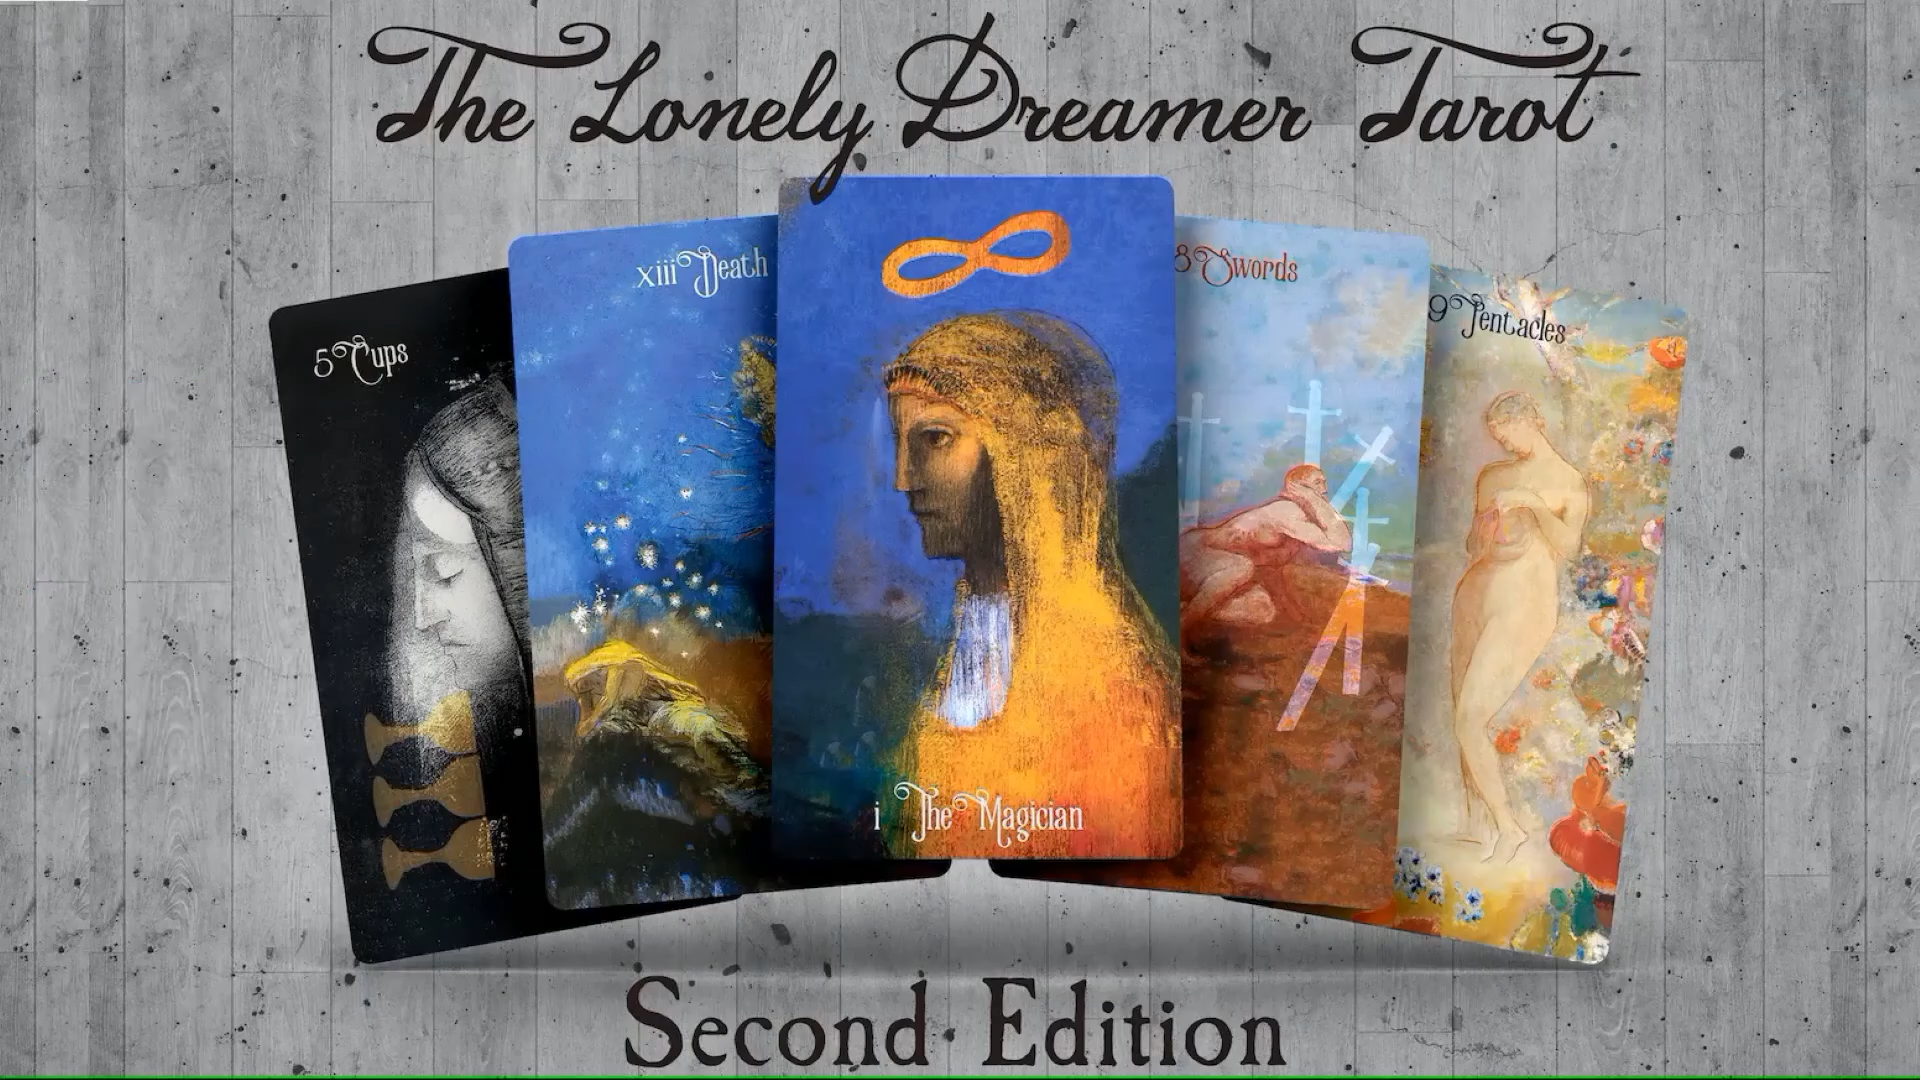 The Lonely Dreamer Tarot
5 Cups
xiii Death
i The Magician
8 Swords
9 Pentacles
Second Edition